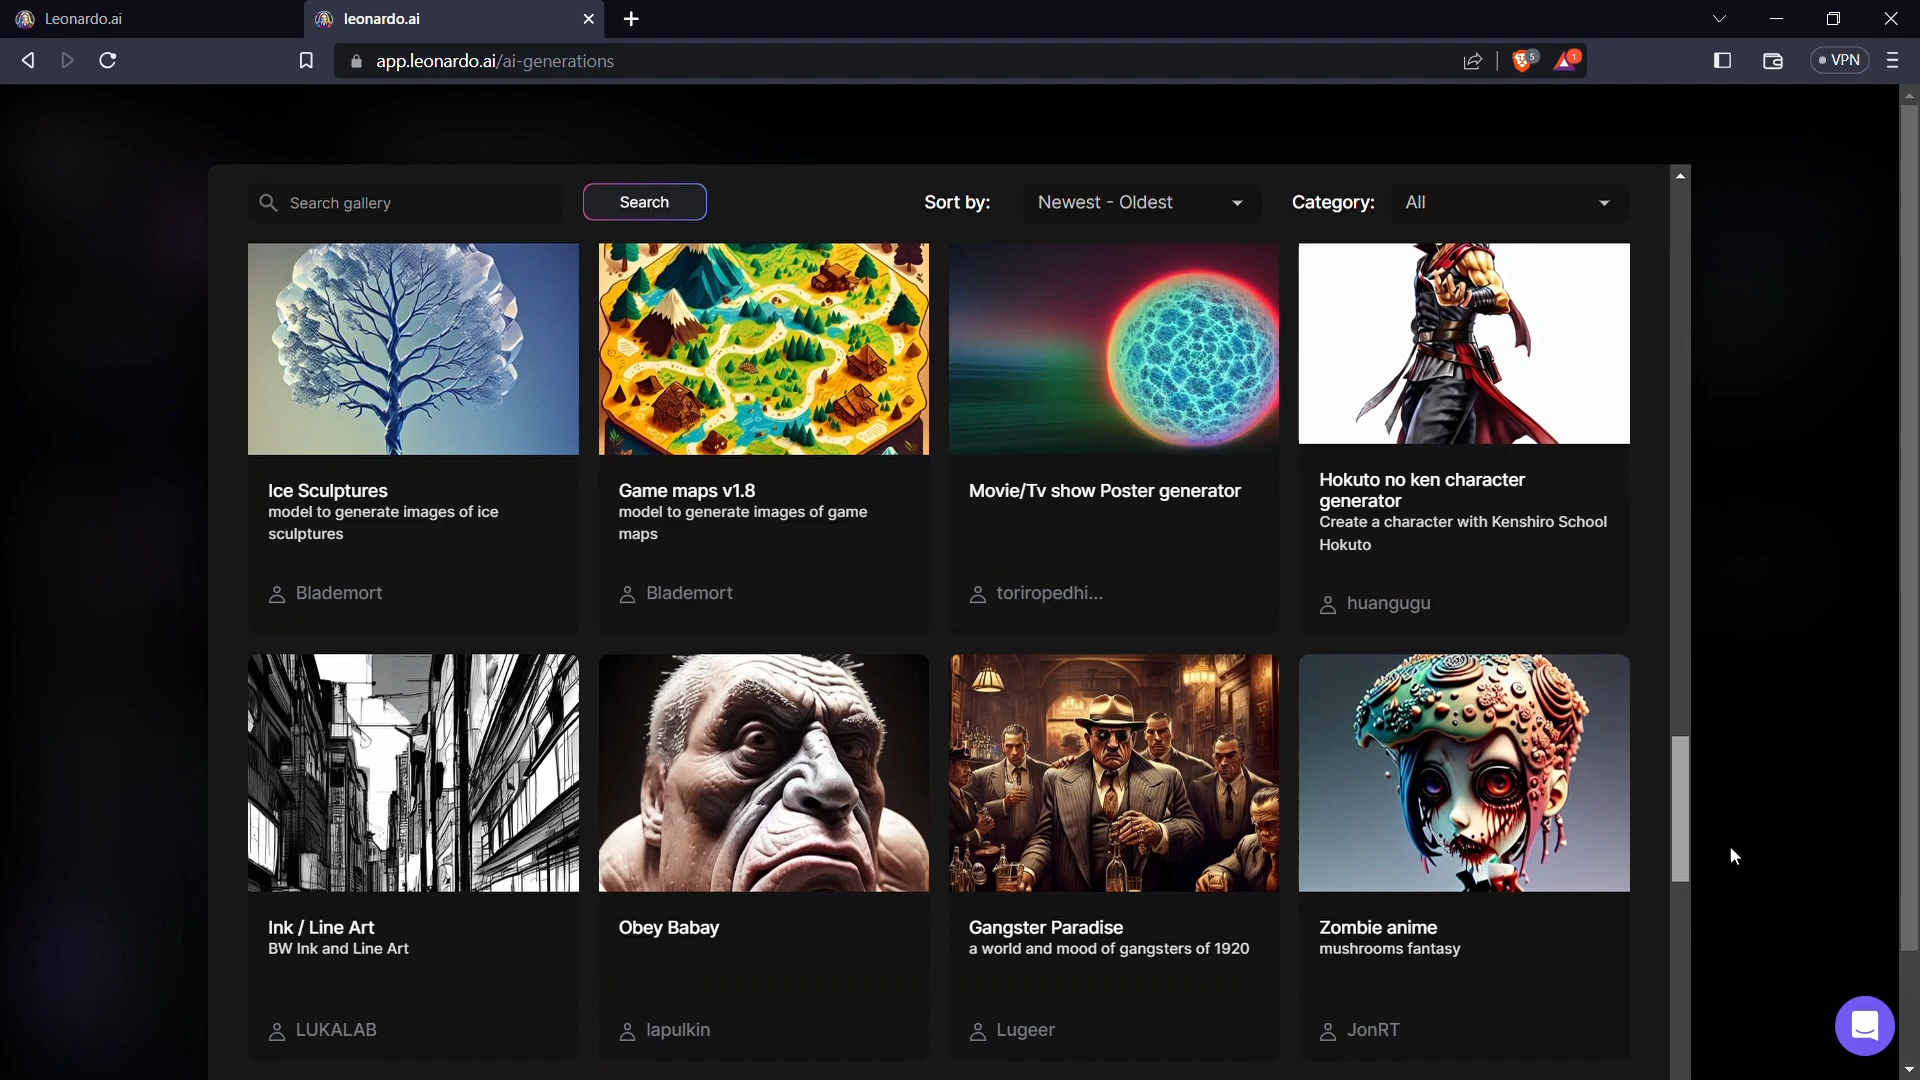 Leonardo.ai
leonardo.ai
app.leonardo.ai/ai-generations
5
1
VPN
Search gallery
Search
Sort by:
Newest - Oldest
Category:
All
Ice Sculptures
model to generate images of ice
sculptures
Blademort
Game maps v1.8
model to generate images of game
maps
Blademort
Movie/Tv show Poster generator
toriropedhi...
Hokuto no ken character
generator
Create a character with Kenshiro School
Hokuto
huangugu
Ink / Line Art
BW Ink and Line Art
LUKALAB
Obey Babay
lapulkin
Gangster Paradise
a world and mood of gangsters of 1920
Lugeer
Zombie anime
mushrooms fantasy
JonRT